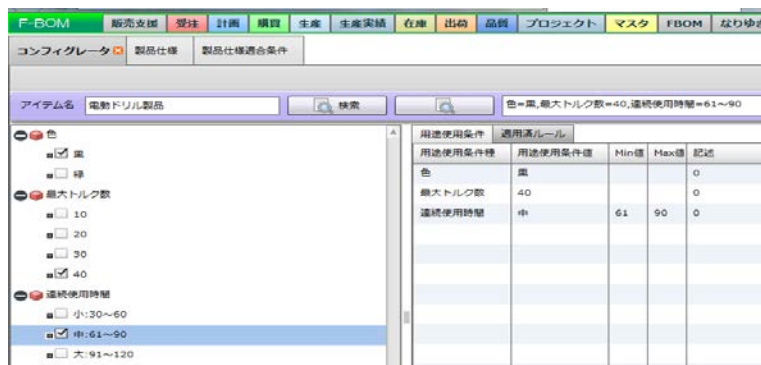 F-BOM 販売支援 受注 計画 購買 生産 生産実績 在庫 出荷 品質 プロジェクト マスタ FBOM なりゆき
コンフィグレータ 製品仕様 製品仕様適合条件
アイテム名 電動ドリル製品 検索 色=黒,最大トルク数=40,連続使用時間=61～90
色
黒
緑
最大トルク数
10
20
30
40
連続使用時間
小:30～60
中:61～90
大:91～120
用途使用条件 適用済ルール
用途使用条件種 用途使用条件値 Min値 Max値 記述
色 黒 0
最大トルク数 40 0
連続使用時間 中 61 90 0